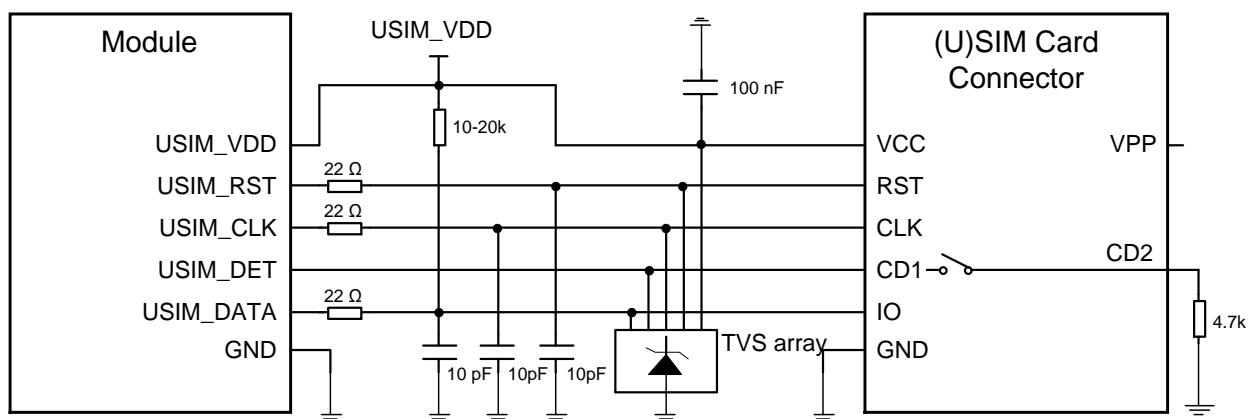 Module
USIM_VDD
(U)SIM Card
Connector
100 nF
10-20k
USIM_VDD
VCC
VPP
22 Ω
USIM_RST
RST
22 Ω
USIM_CLK
CLK
USIM_DET
CD1
CD2
22 Ω
USIM_DATA
IO
4.7k
GND
TVS array
GND
10 pF
10pF
10pF